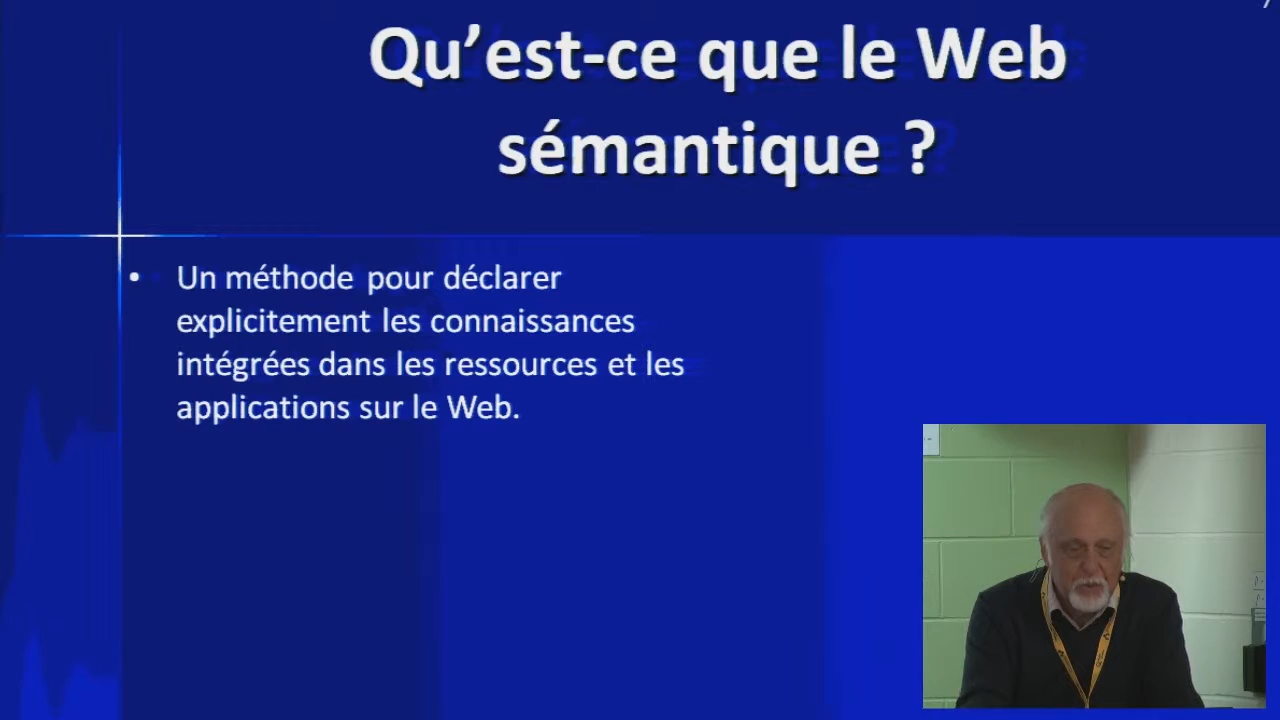 Qu’est-ce que le Web
sémantique ?
• Un méthode pour déclarer
explicitement les connaissances
intégrées dans les ressources et les
applications sur le Web.